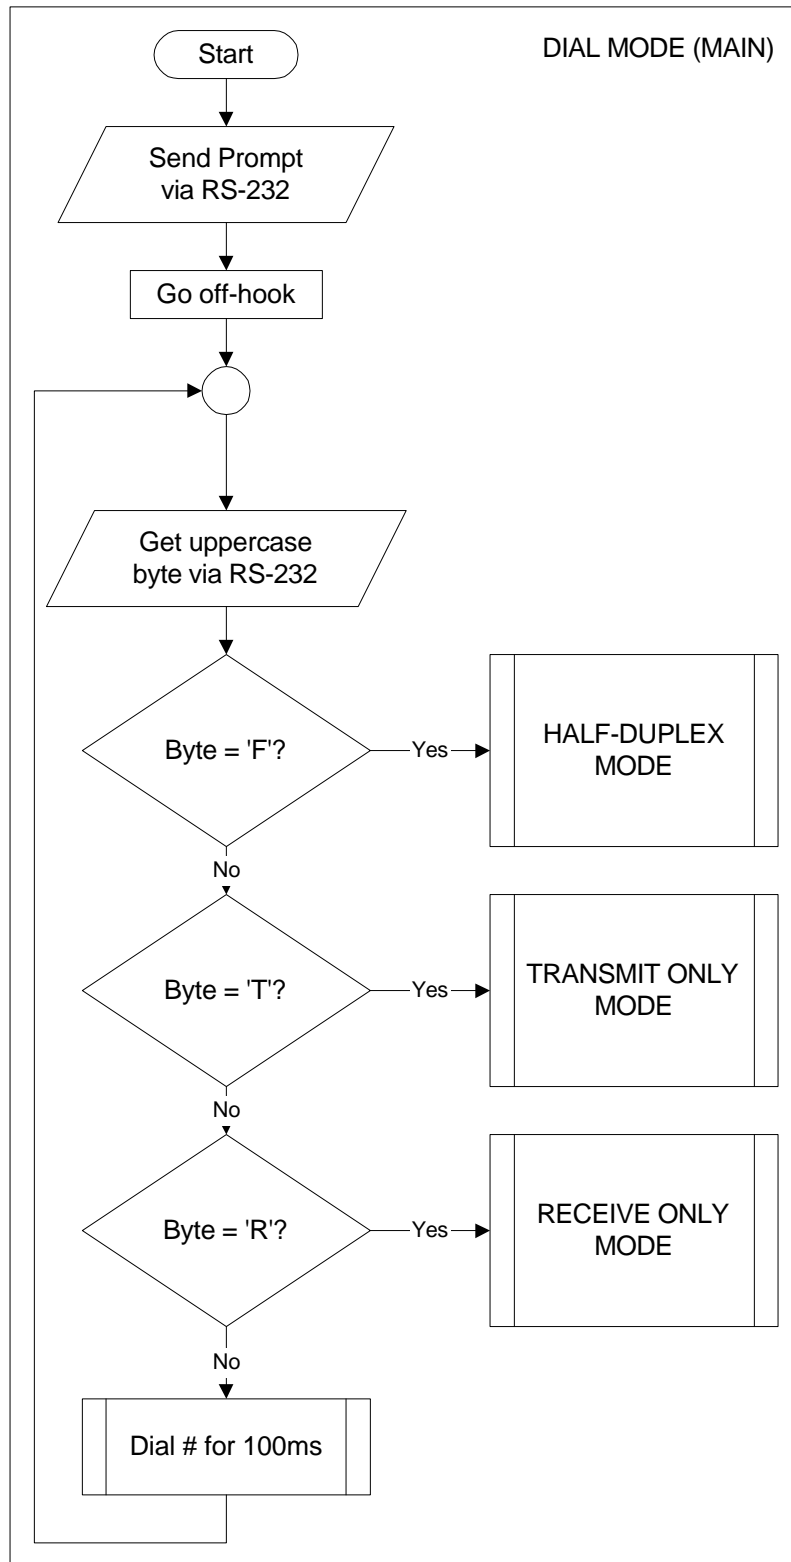 DIAL MODE (MAIN)
Start
Send Prompt
via RS-232
Go off-hook
Get uppercase
byte via RS-232
Byte = 'F'?
Yes
HALF-DUPLEX
MODE
No
Byte = 'T'?
Yes
TRANSMIT ONLY
MODE
No
Byte = 'R'?
Yes
RECEIVE ONLY
MODE
No
Dial # for 100ms